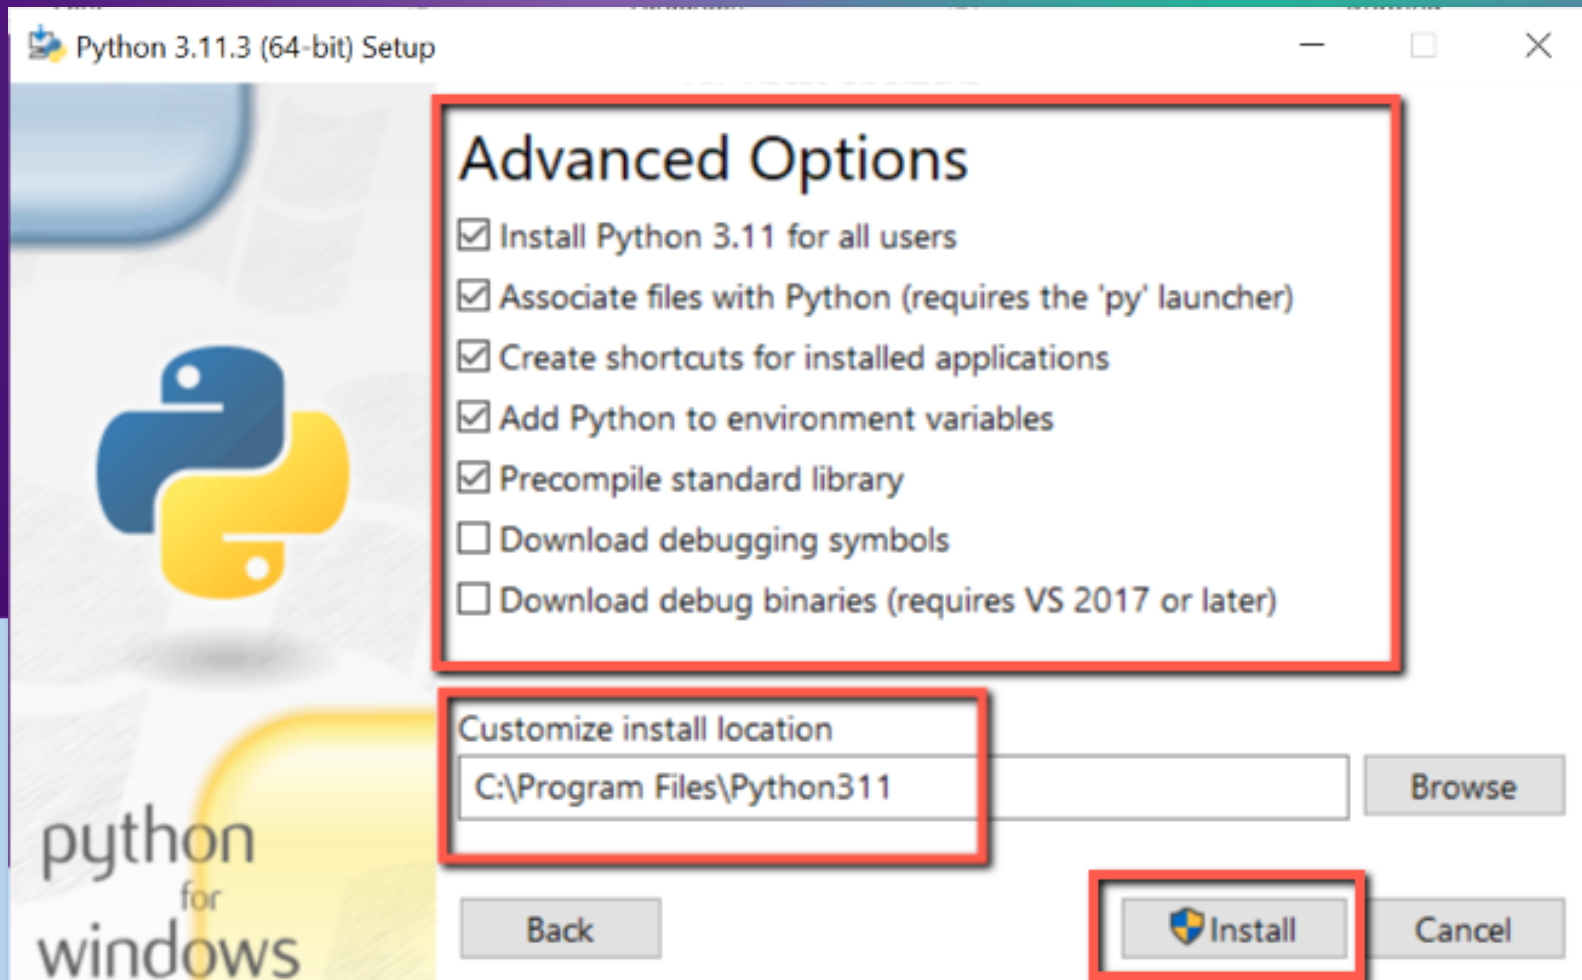 Python 3.11.3 (64-bit) Setup
Advanced Options
Install Python 3.11 for all users
Associate files with Python (requires the 'py' launcher)
Create shortcuts for installed applications
Add Python to environment variables
Precompile standard library
Download debugging symbols
Download debug binaries (requires VS 2017 or later)
Customize install location
C:\Program Files\Python311
Browse
python
for
windows
Back
Install
Cancel